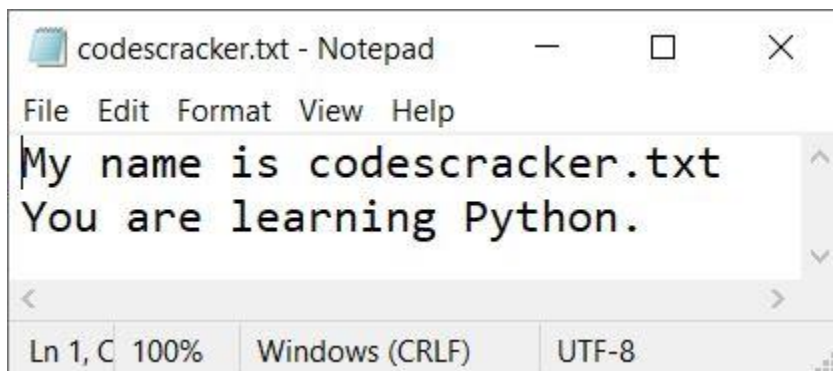 codescracker.txt - Notepad
File Edit Format View Help
My name is codescracker.txt
You are learning Python.
Ln 1, C 100% Windows (CRLF) UTF-8